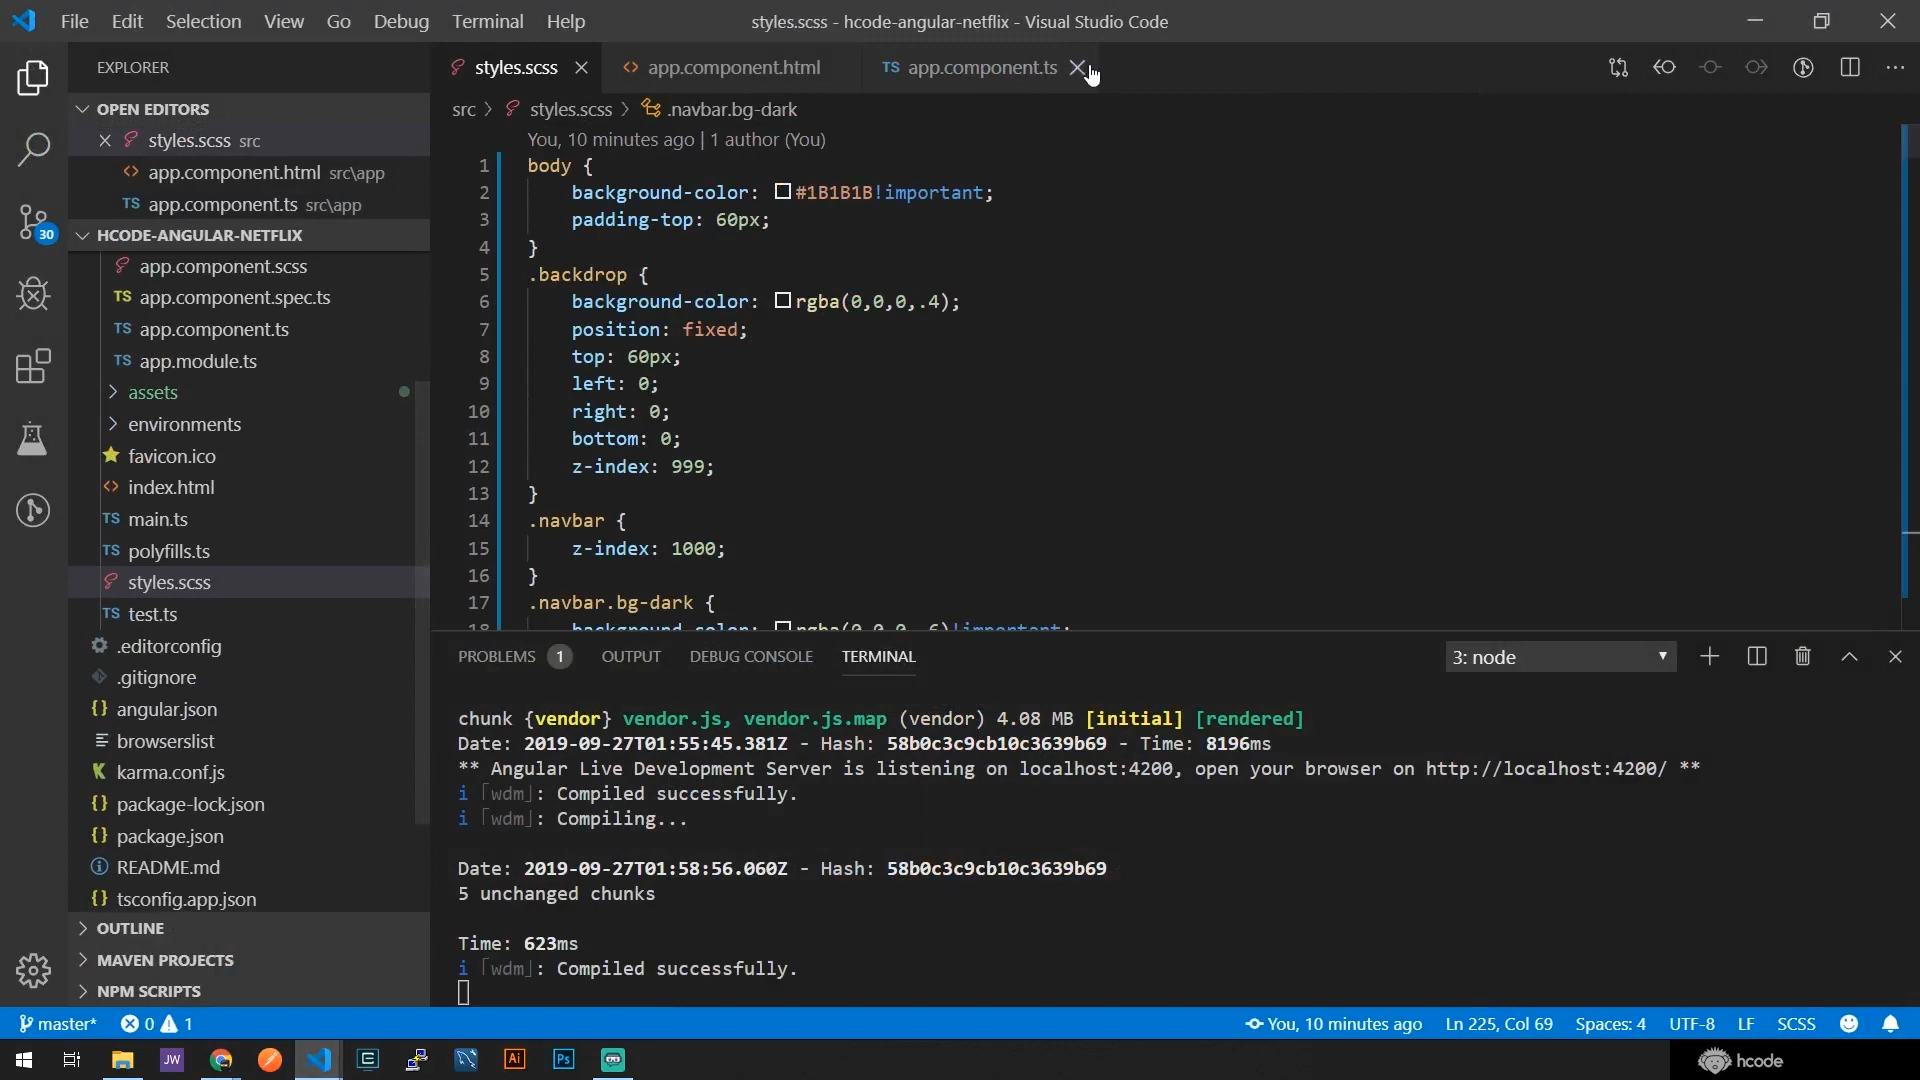 File Edit Selection View Go Debug Terminal Help
styles.scss - hcode-angular-netflix - Visual Studio Code
EXPLORER
styles.scss
app.component.html
TS app.component.ts
OPEN EDITORS
styles.scss src
app.component.html src\app
TS app.component.ts src\app
HCODE-ANGULAR-NETFLIX
app.component.scss
TS app.component.spec.ts
TS app.component.ts
TS app.module.ts
assets
environments
favicon.ico
index.html
TS main.ts
TS polyfills.ts
styles.scss
TS test.ts
.editorconfig
.gitignore
{} angular.json
browserslist
K karma.conf.js
{} package-lock.json
{} package.json
README.md
{} tsconfig.app.json
OUTLINE
MAVEN PROJECTS
NPM SCRIPTS
30
src > styles.scss > .navbar.bg-dark
You, 10 minutes ago | 1 author (You)
1 body {
2 background-color: #1B1B1B!important;
3 padding-top: 60px;
4 }
5 .backdrop {
6 background-color: rgba(0,0,0,.4);
7 position: fixed;
8 top: 60px;
9 left: 0;
10 right: 0;
11 bottom: 0;
12 z-index: 999;
13 }
14 .navbar {
15 z-index: 1000;
16 }
17 .navbar.bg-dark {
18 background-color: rgba(0,0,0,.6)!important;
PROBLEMS 1 OUTPUT DEBUG CONSOLE TERMINAL
3: node
chunk {vendor} vendor.js, vendor.js.map (vendor) 4.08 MB [initial] [rendered]
Date: 2019-09-27T01:55:45.381Z - Hash: 58b0c3c9cb10c3639b69 - Time: 8196ms
** Angular Live Development Server is listening on localhost:4200, open your browser on http://localhost:4200/ **
i ｢wdm｣: Compiled successfully.
i ｢wdm｣: Compiling...
Date: 2019-09-27T01:58:56.060Z - Hash: 58b0c3c9cb10c3639b69
5 unchanged chunks
Time: 623ms
i ｢wdm｣: Compiled successfully.
master* 0 1
You, 10 minutes ago Ln 225, Col 69 Spaces: 4 UTF-8 LF SCSS
JW Ai Ps
hcode